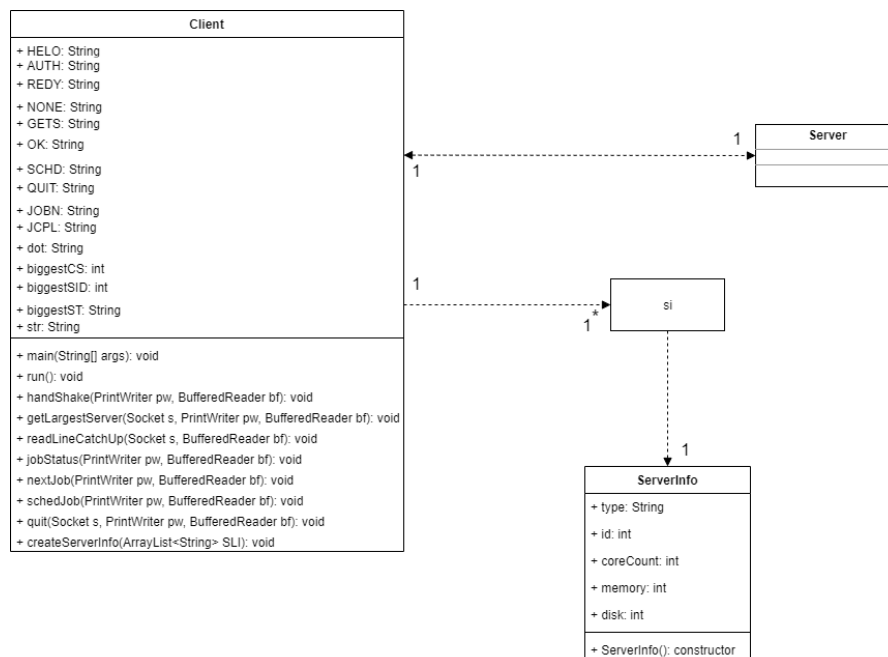 Client
+ HELO: String
+ AUTH: String
+ REDY: String
+ NONE: String
+ GETS: String
+ OK: String
+ SCHD: String
+ QUIT: String
+ JOBN: String
+ JCPL: String
+ dot: String
+ biggestCS: int
+ biggestSID: int
+ biggestST: String
+ str: String
+ main(String[] args): void
+ run(): void
+ handShake(PrintWriter pw, BufferedReader bf): void
+ getLargestServer(Socket s, PrintWriter pw, BufferedReader bf): void
+ readLineCatchUp(Socket s, BufferedReader bf): void
+ jobStatus(PrintWriter pw, BufferedReader bf): void
+ nextJob(PrintWriter pw, BufferedReader bf): void
+ schedJob(PrintWriter pw, BufferedReader bf): void
+ quit(Socket s, PrintWriter pw, BufferedReader bf): void
+ createServerInfo(ArrayList<String> SLI): void
1
1
Server
1
1*
si
1
ServerInfo
+ type: String
+ id: int
+ coreCount: int
+ memory: int
+ disk: int
+ ServerInfo(): constructor